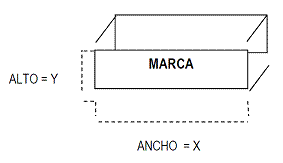 MARCA
ALTO = Y
ANCHO = X